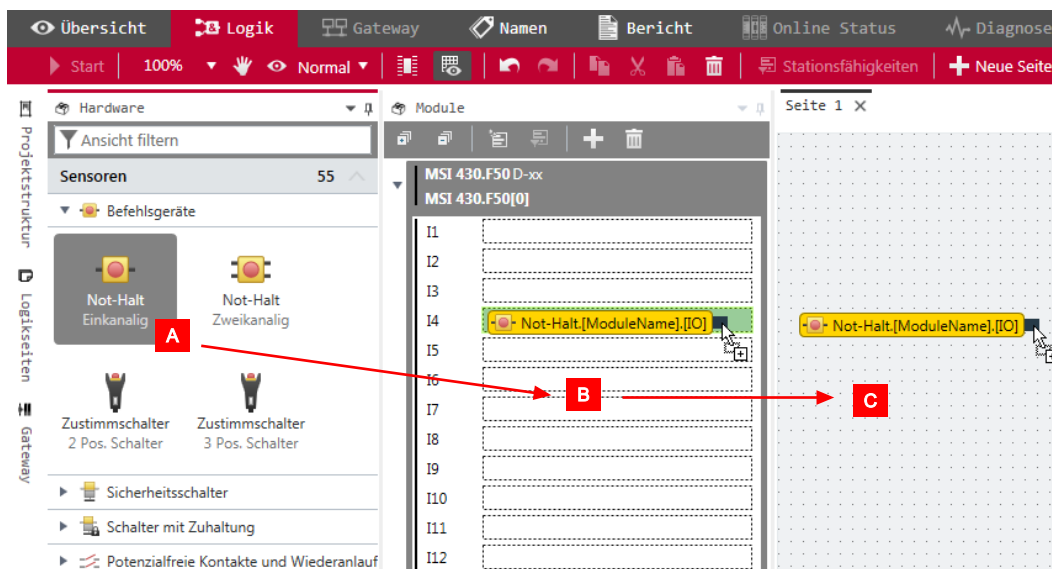 Übersicht Logik Gateway Namen Bericht Online Status Diagnose
Start 100% Normal Stationsfähigkeiten Neue Seite
Projektstruktur
Logikseiten
Gateway
Hardware
Ansicht filtern
Sensoren 55
Befehlsgeräte
Not-Halt
Einkanalig
Not-Halt
Zweikanalig
A
Zustimmschalter
2 Pos. Schalter
Zustimmschalter
3 Pos. Schalter
Sicherheitsschalter
Schalter mit Zuhaltung
Potenzialfreie Kontakte und Wiederanlauf
Module
MSI 430.F50 D-xx
MSI 430.F50[0]
I1
I2
I3
I4 Not-Halt.[ModuleName].[IO]
I5
I6
B
I7
I8
I9
I10
I11
I12
Seite 1
Not-Halt.[ModuleName].[IO]
C